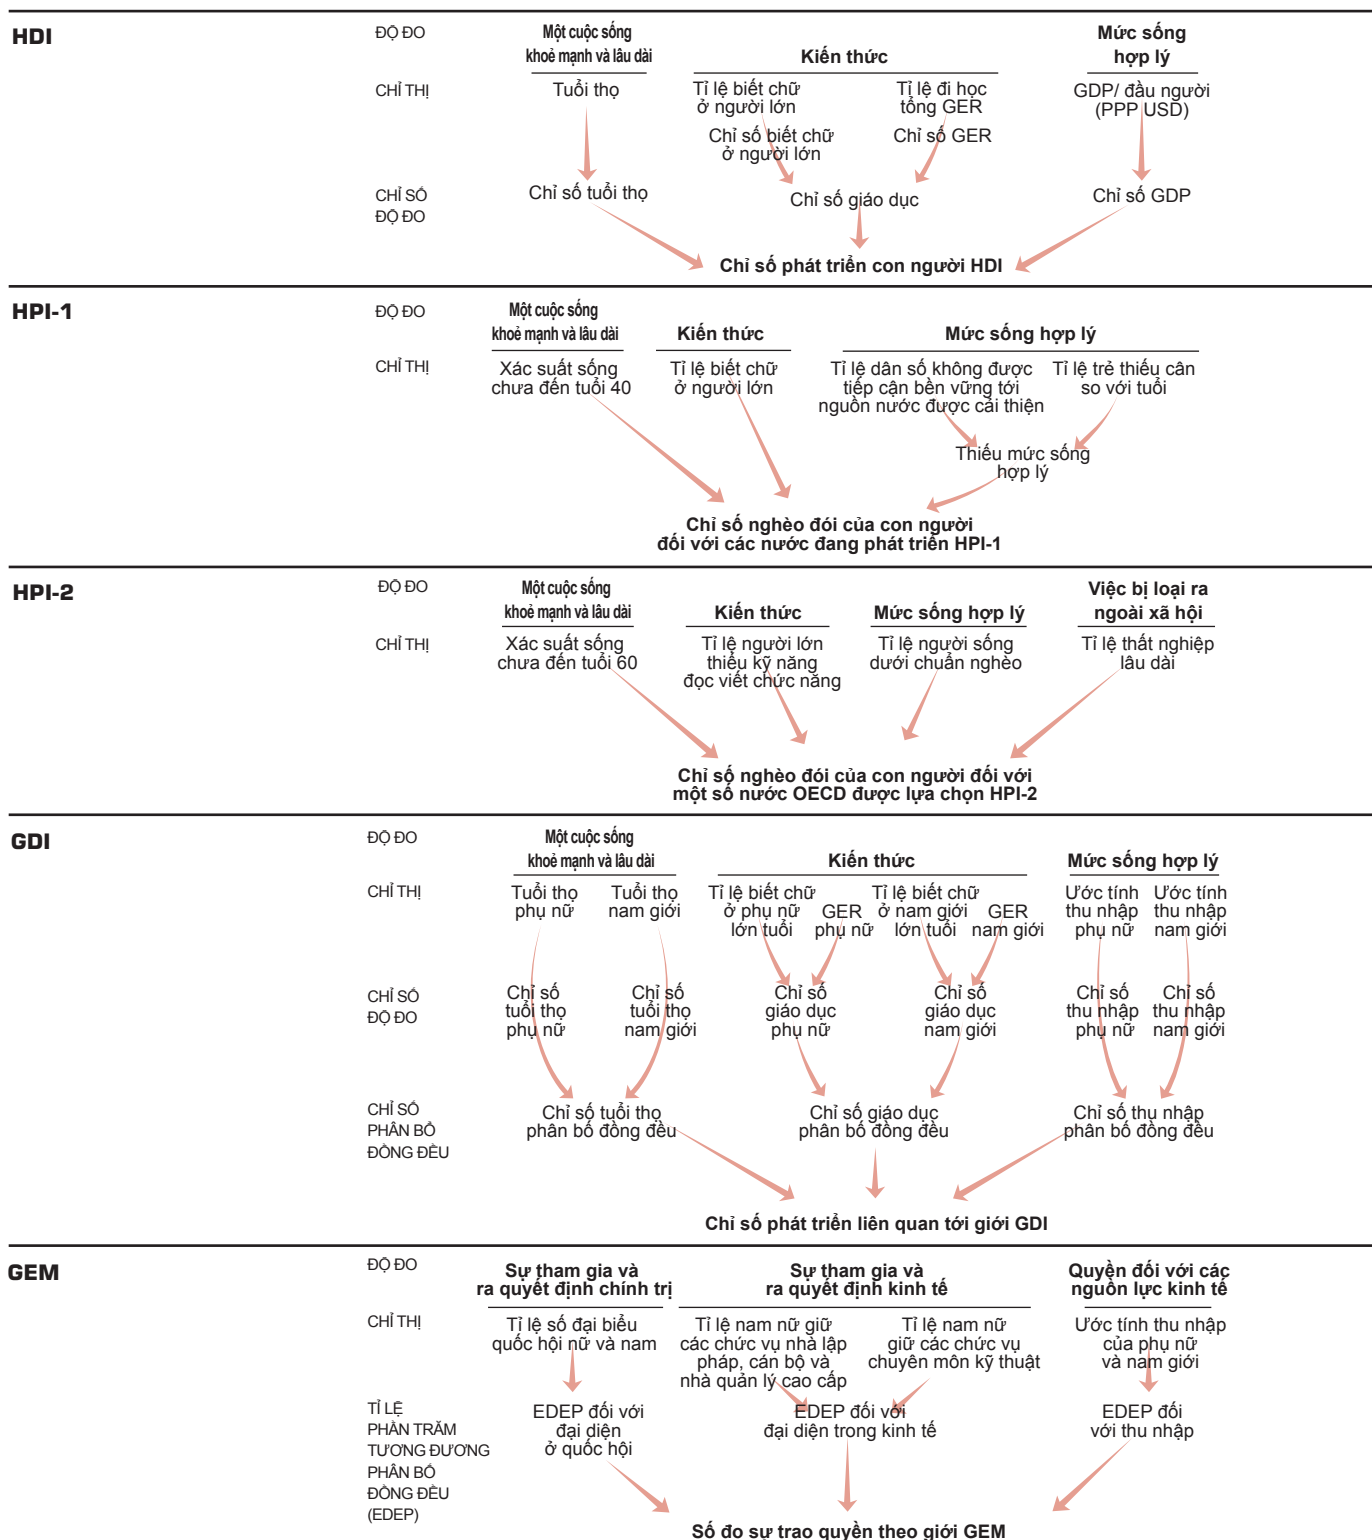 HDI
ĐỘ ĐO
Một cuộc sống
khoẻ mạnh và lâu dài
Kiến thức
Mức sống
hợp lý
CHỈ THỊ
Tuổi thọ
Tỉ lệ biết chữ
ở người lớn
Tỉ lệ đi học
tổng GER
GDP/ đầu người
(PPP USD)
Chỉ số biết chữ
ở người lớn
Chỉ số GER
CHỈ SỐ
ĐỘ ĐO
Chỉ số tuổi thọ
Chỉ số giáo dục
Chỉ số GDP
Chỉ số phát triển con người HDI
HPI-1
ĐỘ ĐO
Một cuộc sống
khoẻ mạnh và lâu dài
Kiến thức
Mức sống hợp lý
CHỈ THỊ
Xác suất sống
chưa đến tuổi 40
Tỉ lệ biết chữ
ở người lớn
Tỉ lệ dân số không được
tiếp cận bền vững tới
nguồn nước được cải thiện
Tỉ lệ trẻ thiếu cân
so với tuổi
Thiếu mức sống
hợp lý
Chỉ số nghèo đói của con người
đối với các nước đang phát triển HPI-1
HPI-2
ĐỘ ĐO
Một cuộc sống
khoẻ mạnh và lâu dài
Kiến thức
Mức sống hợp lý
Việc bị loại ra
ngoài xã hội
CHỈ THỊ
Xác suất sống
chưa đến tuổi 60
Tỉ lệ người lớn
thiếu kỹ năng
đọc viết chức năng
Tỉ lệ người sống
dưới chuẩn nghèo
Tỉ lệ thất nghiệp
lâu dài
Chỉ số nghèo đói của con người đối với
một số nước OECD được lựa chọn HPI-2
GDI
ĐỘ ĐO
Một cuộc sống
khoẻ mạnh và lâu dài
Kiến thức
Mức sống hợp lý
CHỈ THỊ
Tuổi thọ
phụ nữ
Tuổi thọ
nam giới
Tỉ lệ biết chữ
ở phụ nữ
lớn tuổi
GER
phụ nữ
Tỉ lệ biết chữ
ở nam giới
lớn tuổi
GER
nam giới
Ước tính
thu nhập
phụ nữ
Ước tính
thu nhập
nam giới
CHỈ SỐ
ĐỘ ĐO
Chỉ số
tuổi thọ
phụ nữ
Chỉ số
tuổi thọ
nam giới
Chỉ số
giáo dục
phụ nữ
Chỉ số
giáo dục
nam giới
Chỉ số
thu nhập
phụ nữ
Chỉ số
thu nhập
nam giới
CHỈ SỐ
PHÂN BỐ
ĐỒNG ĐỀU
Chỉ số tuổi thọ
phân bố đồng đều
Chỉ số giáo dục
phân bố đồng đều
Chỉ số thu nhập
phân bố đồng đều
Chỉ số phát triển liên quan tới giới GDI
GEM
ĐỘ ĐO
Sự tham gia và
ra quyết định chính trị
Sự tham gia và
ra quyết định kinh tế
Quyền đối với các
nguồn lực kinh tế
CHỈ THỊ
Tỉ lệ số đại biểu
quốc hội nữ và nam
Tỉ lệ nam nữ giữ
các chức vụ nhà lập
pháp, cán bộ và
nhà quản lý cao cấp
Tỉ lệ nam nữ
giữ các chức vụ
chuyên môn kỹ thuật
Ước tính thu nhập
của phụ nữ
và nam giới
TỈ LỆ
PHẦN TRĂM
TƯƠNG ĐƯƠNG
PHÂN BỐ
ĐỒNG ĐỀU
(EDEP)
EDEP đối với
đại diện
ở quốc hội
EDEP đối với
đại diện trong kinh tế
EDEP đối
với thu nhập
Số đo sự trao quyền theo giới GEM